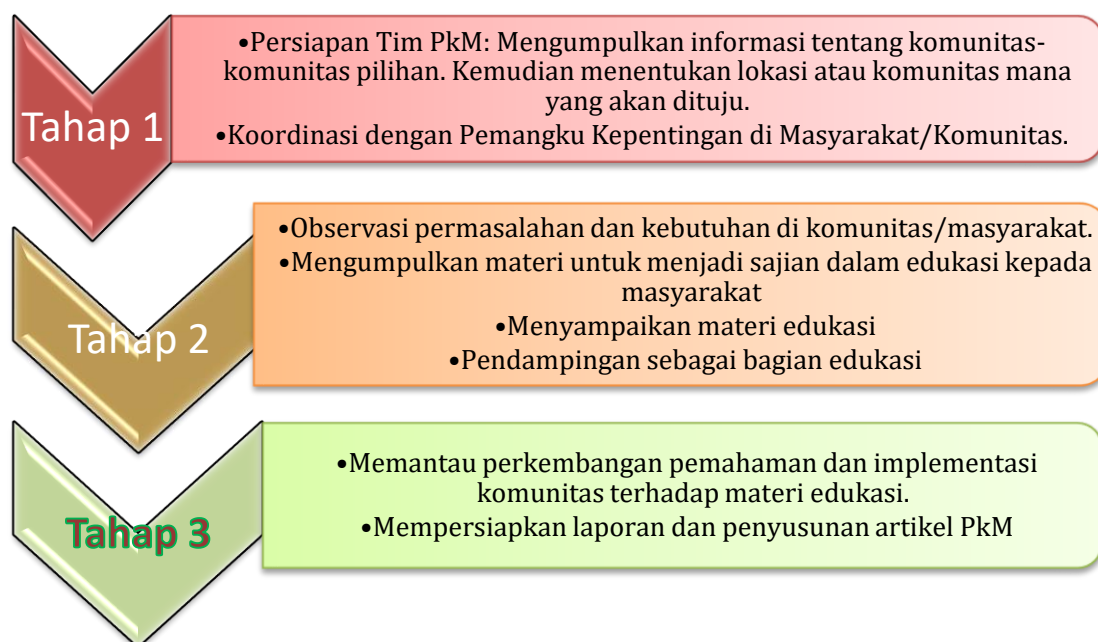 Tahap 1
•Persiapan Tim PkM: Mengumpulkan informasi tentang komunitas-
komunitas pilihan. Kemudian menentukan lokasi atau komunitas mana
yang akan dituju.
•Koordinasi dengan Pemangku Kepentingan di Masyarakat/Komunitas.
Tahap 2
•Observasi permasalahan dan kebutuhan di komunitas/masyarakat.
•Mengumpulkan materi untuk menjadi sajian dalam edukasi kepada
masyarakat
•Menyampaikan materi edukasi
•Pendampingan sebagai bagian edukasi
Tahap 3
•Memantau perkembangan pemahaman dan implementasi
komunitas terhadap materi edukasi.
•Mempersiapkan laporan dan penyusunan artikel PkM